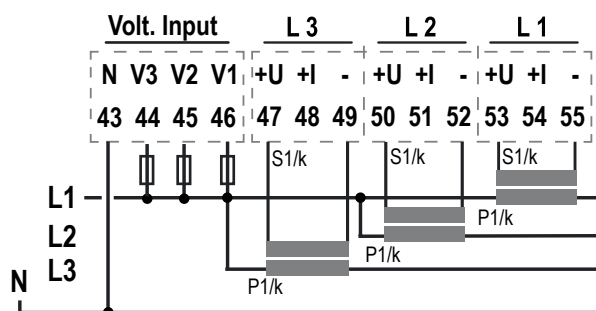 Volt. Input L 3 L 2 L 1
N V3 V2 V1 +U +I - +U +I - +U +I -
43 44 45 46 47 48 49 50 51 52 53 54 55
S1/k S1/k S1/k
L1
P1/k
L2
P1/k
L3
N
P1/k